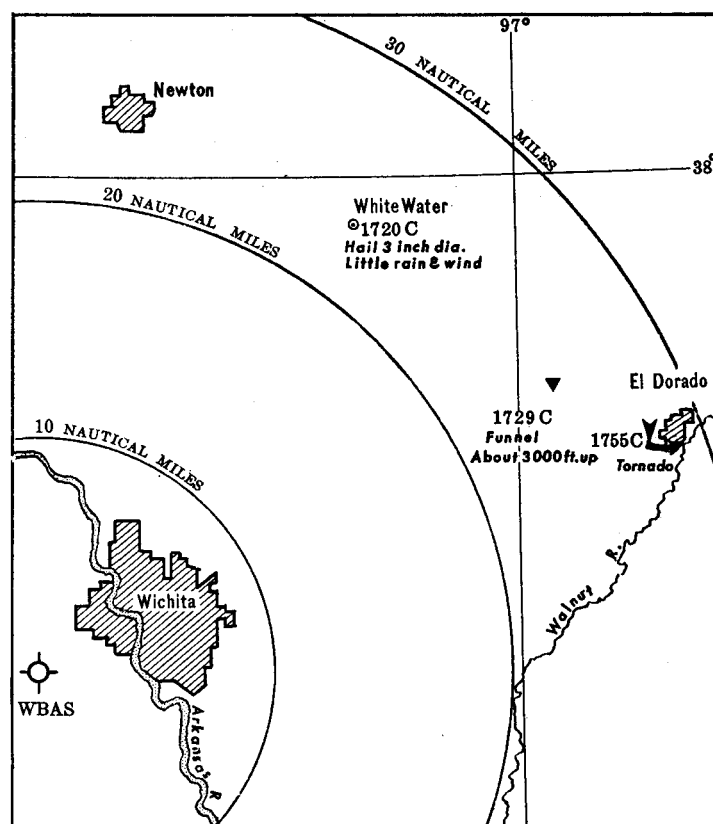 97°
30 NAUTICAL MILES
Newton
38°
20 NAUTICAL MILES
White Water
1720 C
Hail 3 inch dia.
Little rain & wind
El Dorado
10 NAUTICAL MILES
1729 C
Funnel
About 3000 ft. up
1755 C
Tornado
Walnut R.
Wichita
WBAS
Arkansas R